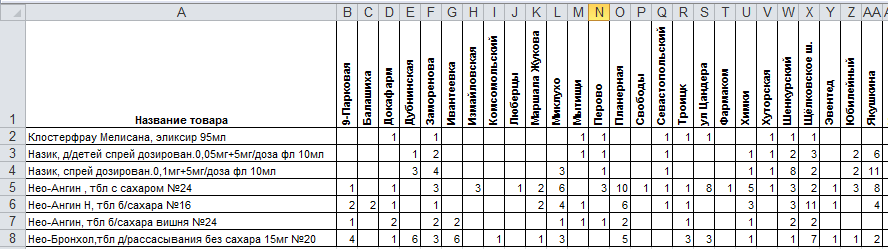 A B C D E F G H I J K L M N O P Q R S T U V W X Y Z AA
1 Название товара 9-Парковая Балашиха Докафарм Дубнинская Заморенова Ивантеевка Измайловская Комсомольский Люберцы Маршала Жукова Миклухо Мытищи Перово Планерная Свободы Севастопольский Троицк ул Цандера Фармаком Химки Хуторская Шенкурский Щёлковское ш. Эвентед Юбилейный Якушкина
2 Клостерфрау Мелисана, эликсир 95мл 1 1 1 1 1 1 1 1 1 1
3 Назик, д/детей спрей дозирован.0,05мг+5мг/доза фл 10мл 1 2 1 1 1 1 1 2 3 2 6
4 Назик, спрей дозирован.0,1мг+5мг/доза фл 10мл 3 4 3 1 1 1 8 2 2 11
5 Нео-Ангин , тбл с сахаром №24 1 1 3 3 1 2 6 3 10 1 1 1 8 1 5 1 3 2 1 3 8
6 Нео-Ангин Н, тбл б/сахара №16 2 2 1 1 2 4 1 6 1 1 3 3 11 4
7 Нео-Ангин, тбл б/сахара вишня №24 1 2 2 2 1 1 1 2 1 1 2 2
8 Нео-Бронхол,тбл д/рассасывания без сахара 15мг №20 4 1 6 3 6 1 1 3 5 3 3 1 7 1 1 2